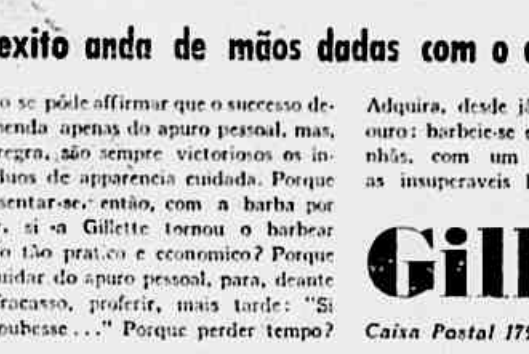 exito anda de mãos dadas com o
o se póde affirmar que o successo de-
enda apenas do apuro pessoal, mas,
regra, são sempre victoriosos os in-
duos de apparencia cuidada. Porque
sentar-se, então, com a barba por
, si a Gillette tornou o barbear
o tão pratico e economico? Porque
uidar do apuro pessoal, para, deante
fracasso, proferir, mais tarde: "Si
oubesse..." Porque perder tempo?
Adquira, desde já
ouro: barbeie-se
nhãs, com um
as insuperaveis
Gill
Caixa Postal 179